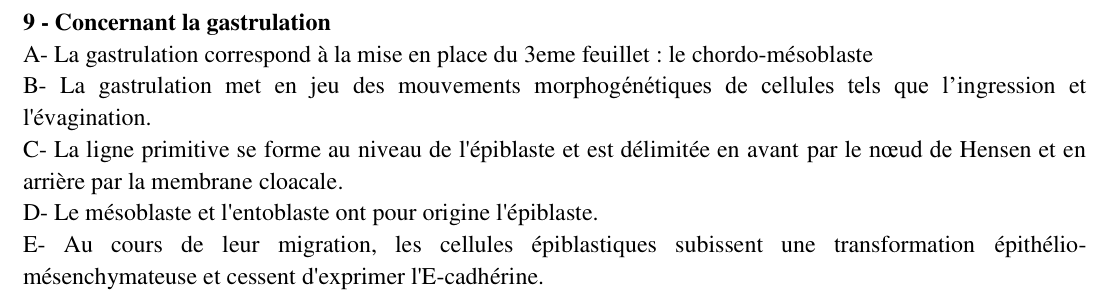 9 - Concernant la gastrulation
A- La gastrulation correspond à la mise en place du 3eme feuillet : le chordo-mésoblaste
B- La gastrulation met en jeu des mouvements morphogénétiques de cellules tels que l’ingression et
l'évagination.
C- La ligne primitive se forme au niveau de l'épiblaste et est délimitée en avant par le nœud de Hensen et en
arrière par la membrane cloacale.
D- Le mésoblaste et l'entoblaste ont pour origine l'épiblaste.
E- Au cours de leur migration, les cellules épiblastiques subissent une transformation épithélio-
mésenchymateuse et cessent d'exprimer l'E-cadhérine.